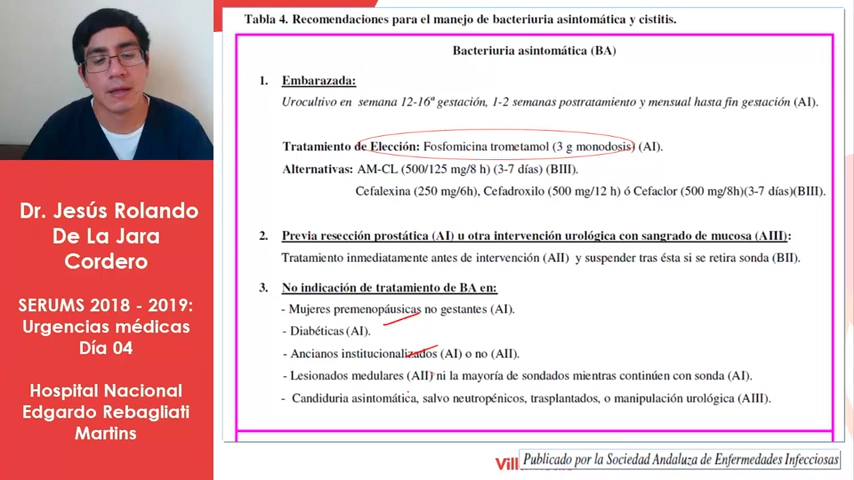 Tabla 4. Recomendaciones para el manejo de bacteriuria asintomática y cistitis.
Bacteriuria asintomática (BA)
1. Embarazada:
Urocultivo en semana 12-16ª gestación, 1-2 semanas postratamiento y mensual hasta fin gestación (AI).
Tratamiento de Elección: Fosfomicina trometamol (3 g monodosis) (AI).
Alternativas: AM-CL (500/125 mg/8 h) (3-7 días) (BIII).
Cefalexina (250 mg/6h), Cefadroxilo (500 mg/12 h) ó Cefaclor (500 mg/8h)(3-7 días)(BIII).
2. Previa resección prostática (AI) u otra intervención urológica con sangrado de mucosa (AIII):
Tratamiento inmediatamente antes de intervención (AII) y suspender tras ésta si se retira sonda (BII).
3. No indicación de tratamiento de BA en:
- Mujeres premenopáusicas no gestantes (AI).
- Diabéticas (AI).
- Ancianos institucionalizados (AI) o no (AII).
- Lesionados medulares (AII) ni la mayoría de sondados mientras continúen con sonda (AI).
- Candiduria asintomática, salvo neutropénicos, trasplantados, o manipulación urológica (AIII).
Dr. Jesús Rolando
De La Jara
Cordero
SERUMS 2018 - 2019:
Urgencias médicas
Día 04
Hospital Nacional
Edgardo Rebagliati
Martins
Vill
Publicado por la Sociedad Andaluza de Enfermedades Infecciosas